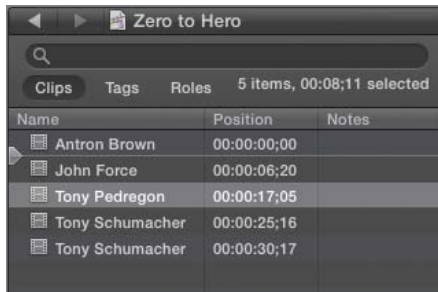 Zero to Hero
Clips Tags Roles 5 items, 00:08;11 selected
Name Position Notes
Antron Brown 00:00:00;00
John Force 00:00:06;20
Tony Pedregon 00:00:17;05
Tony Schumacher 00:00:25;16
Tony Schumacher 00:00:30;17